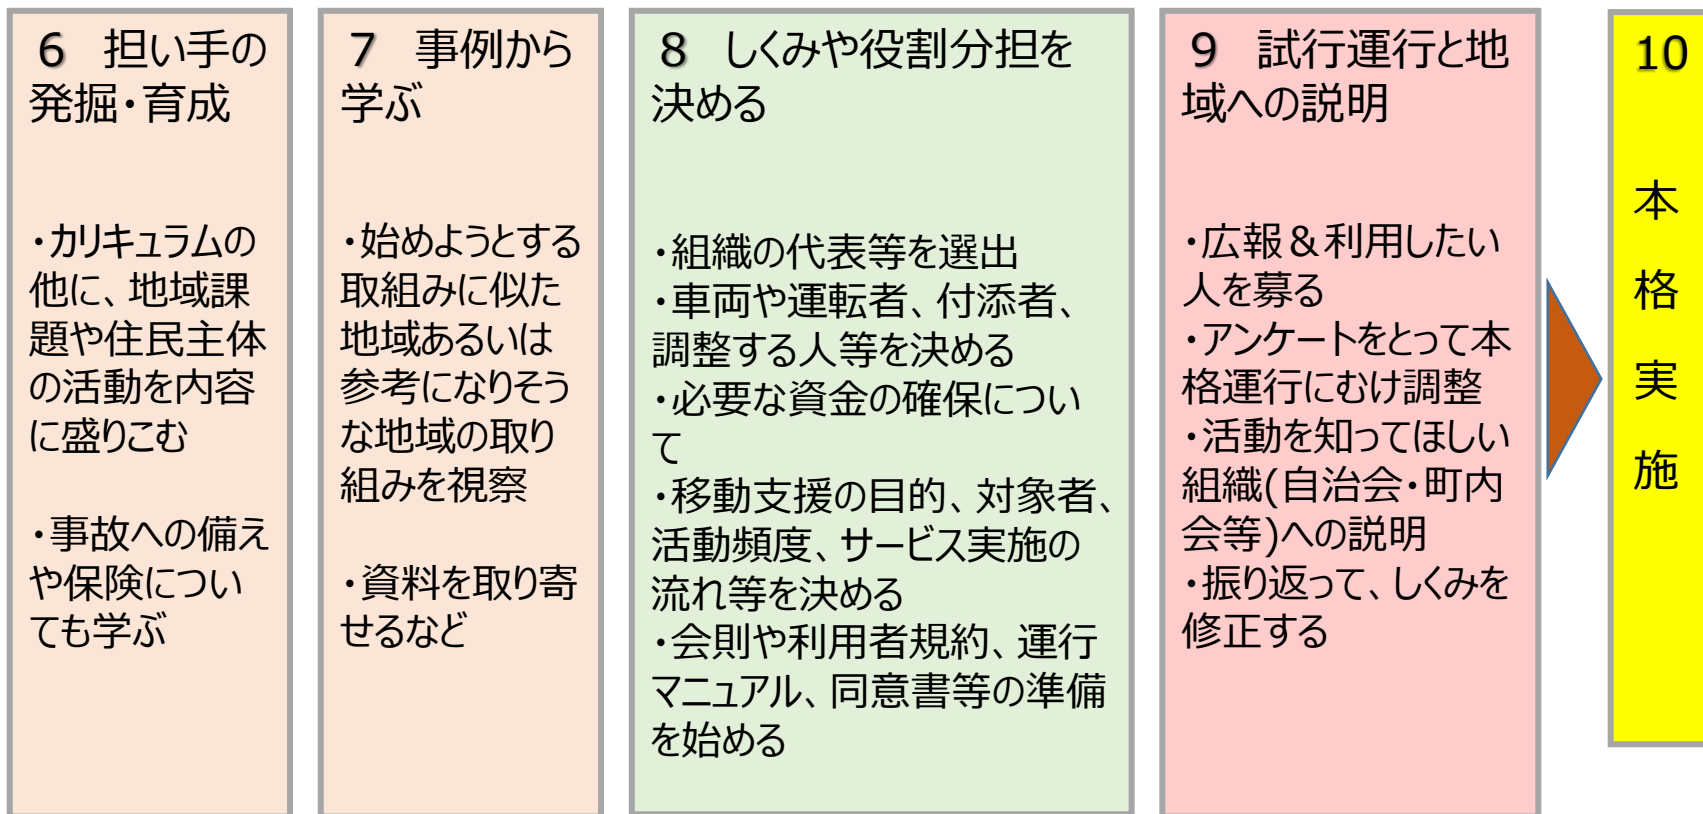 6 担い手の
発掘・育成
・カリキュラムの
他に、地域課
題や住民主体
の活動を内容
に盛りこむ
・事故への備え
や保険につい
ても学ぶ
7 事例から
学ぶ
・始めようとする
取組みに似た
地域あるいは
参考になりそう
な地域の取り
組みを視察
・資料を取り寄
せるなど
8 しくみや役割分担を
決める
・組織の代表等を選出
・車両や運転者、付添者、
調整する人等を決める
・必要な資金の確保につい
て
・移動支援の目的、対象者、
活動頻度、サービス実施の
流れ等を決める
・会則や利用者規約、運行
マニュアル、同意書等の準備
を始める
9 試行運行と地
域への説明
・広報&利用したい
人を募る
・アンケートをとって本
格運行にむけ調整
・活動を知ってほしい
組織(自治会・町内
会等)への説明
・振り返って、しくみを
修正する
10
本格実施